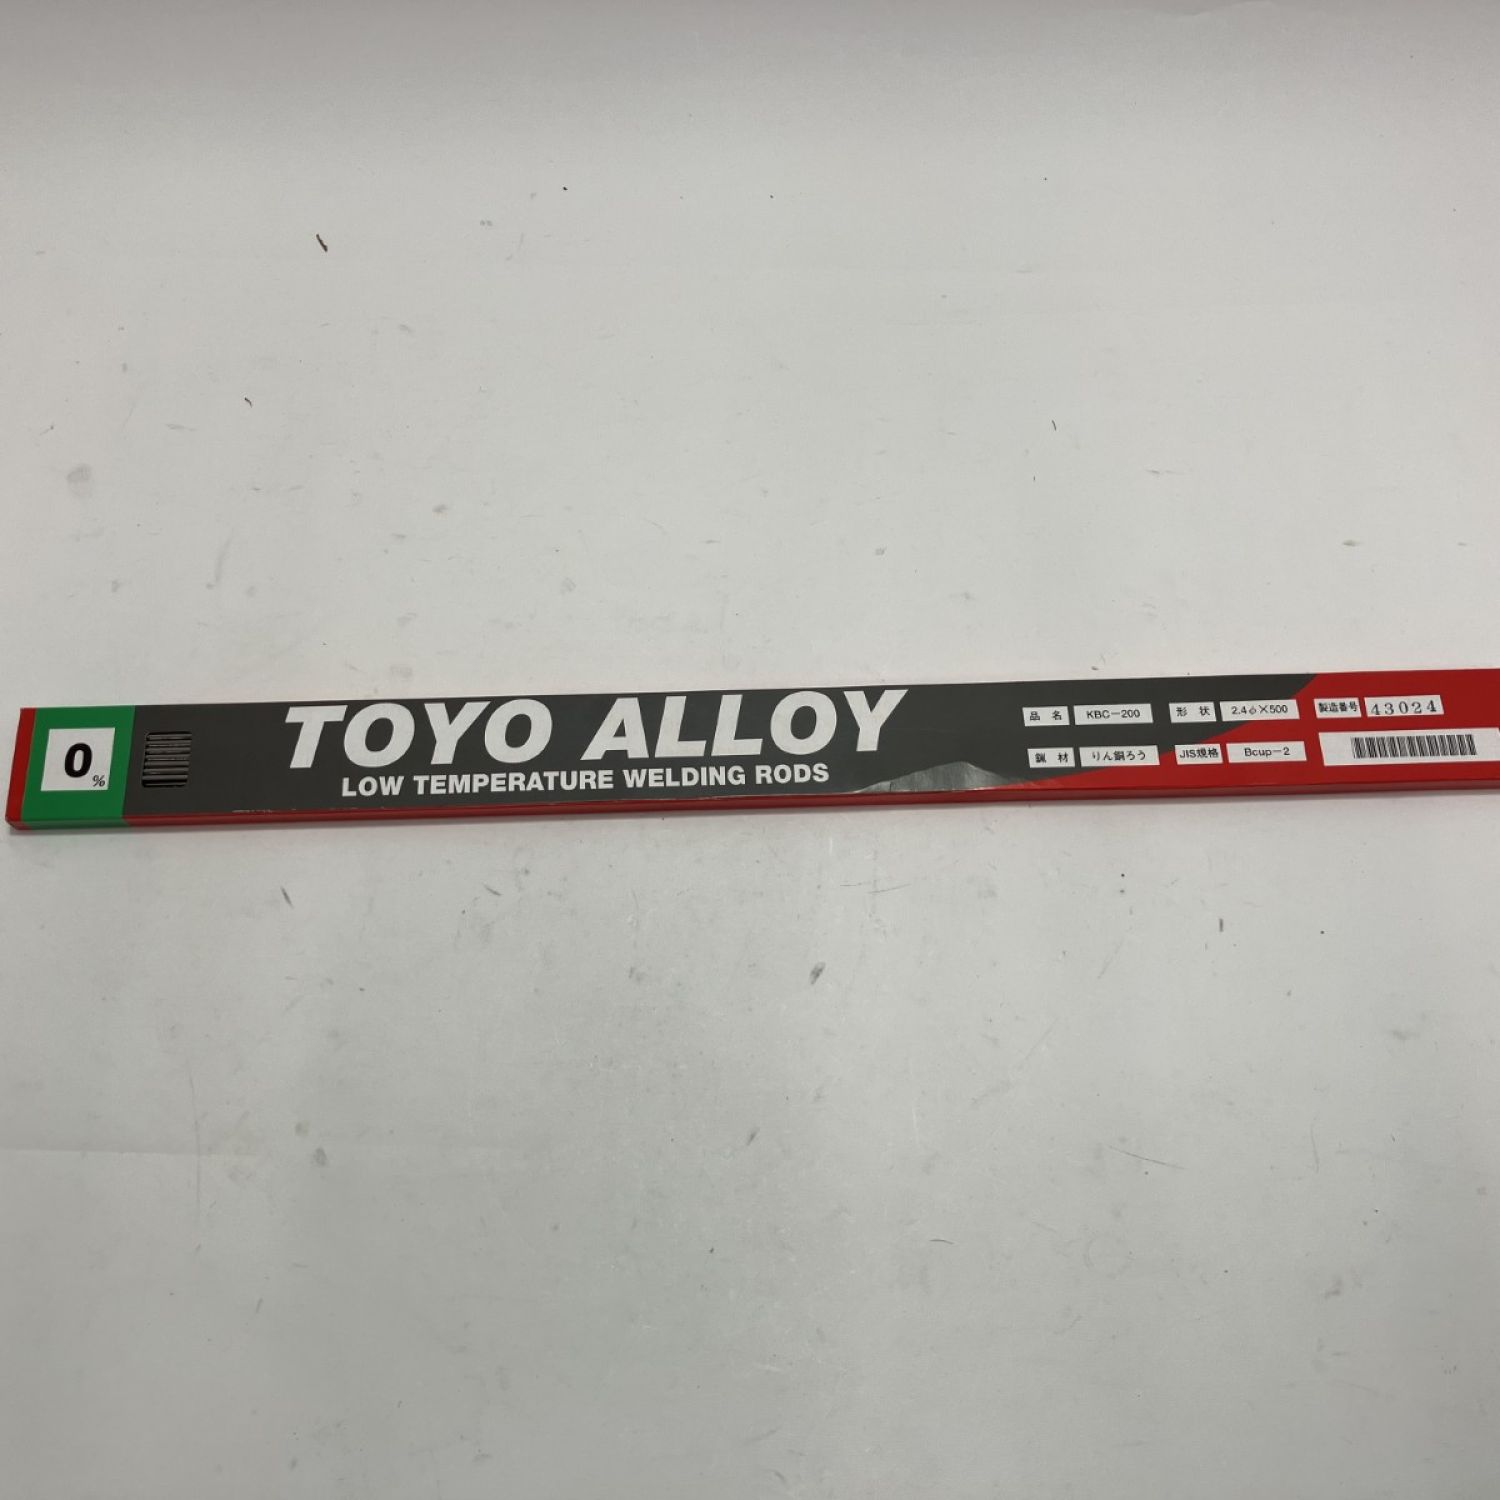 0%
TOYO ALLOY
LOW TEMPERATURE WELDING RODS
品名 KBC-200 形状 2.4φ×500 製造番号 43024
鑞材 りん銅ろう JIS規格 Bcup-2